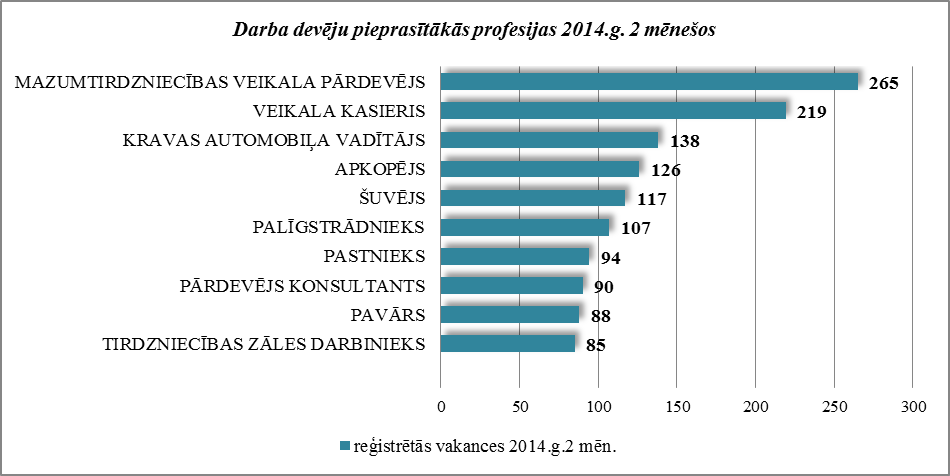 Darba devēju pieprasītākās profesijas 2014.g. 2 mēnešos
MAZUMTIRDZNIECĪBAS VEIKALA PĀRDEVĒJS 265
VEIKALA KASIERIS 219
KRAVAS AUTOMOBIĻA VADĪTĀJS 138
APKOPĒJS 126
ŠUVĒJS 117
PALĪGSTRĀDNIEKS 107
PASTNIEKS 94
PĀRDEVĒJS KONSULTANTS 90
PAVĀRS 88
TIRDZNIECĪBAS ZĀLES DARBINIEKS 85
0 50 100 150 200 250 300
reģistrētās vakances 2014.g.2 mēn.